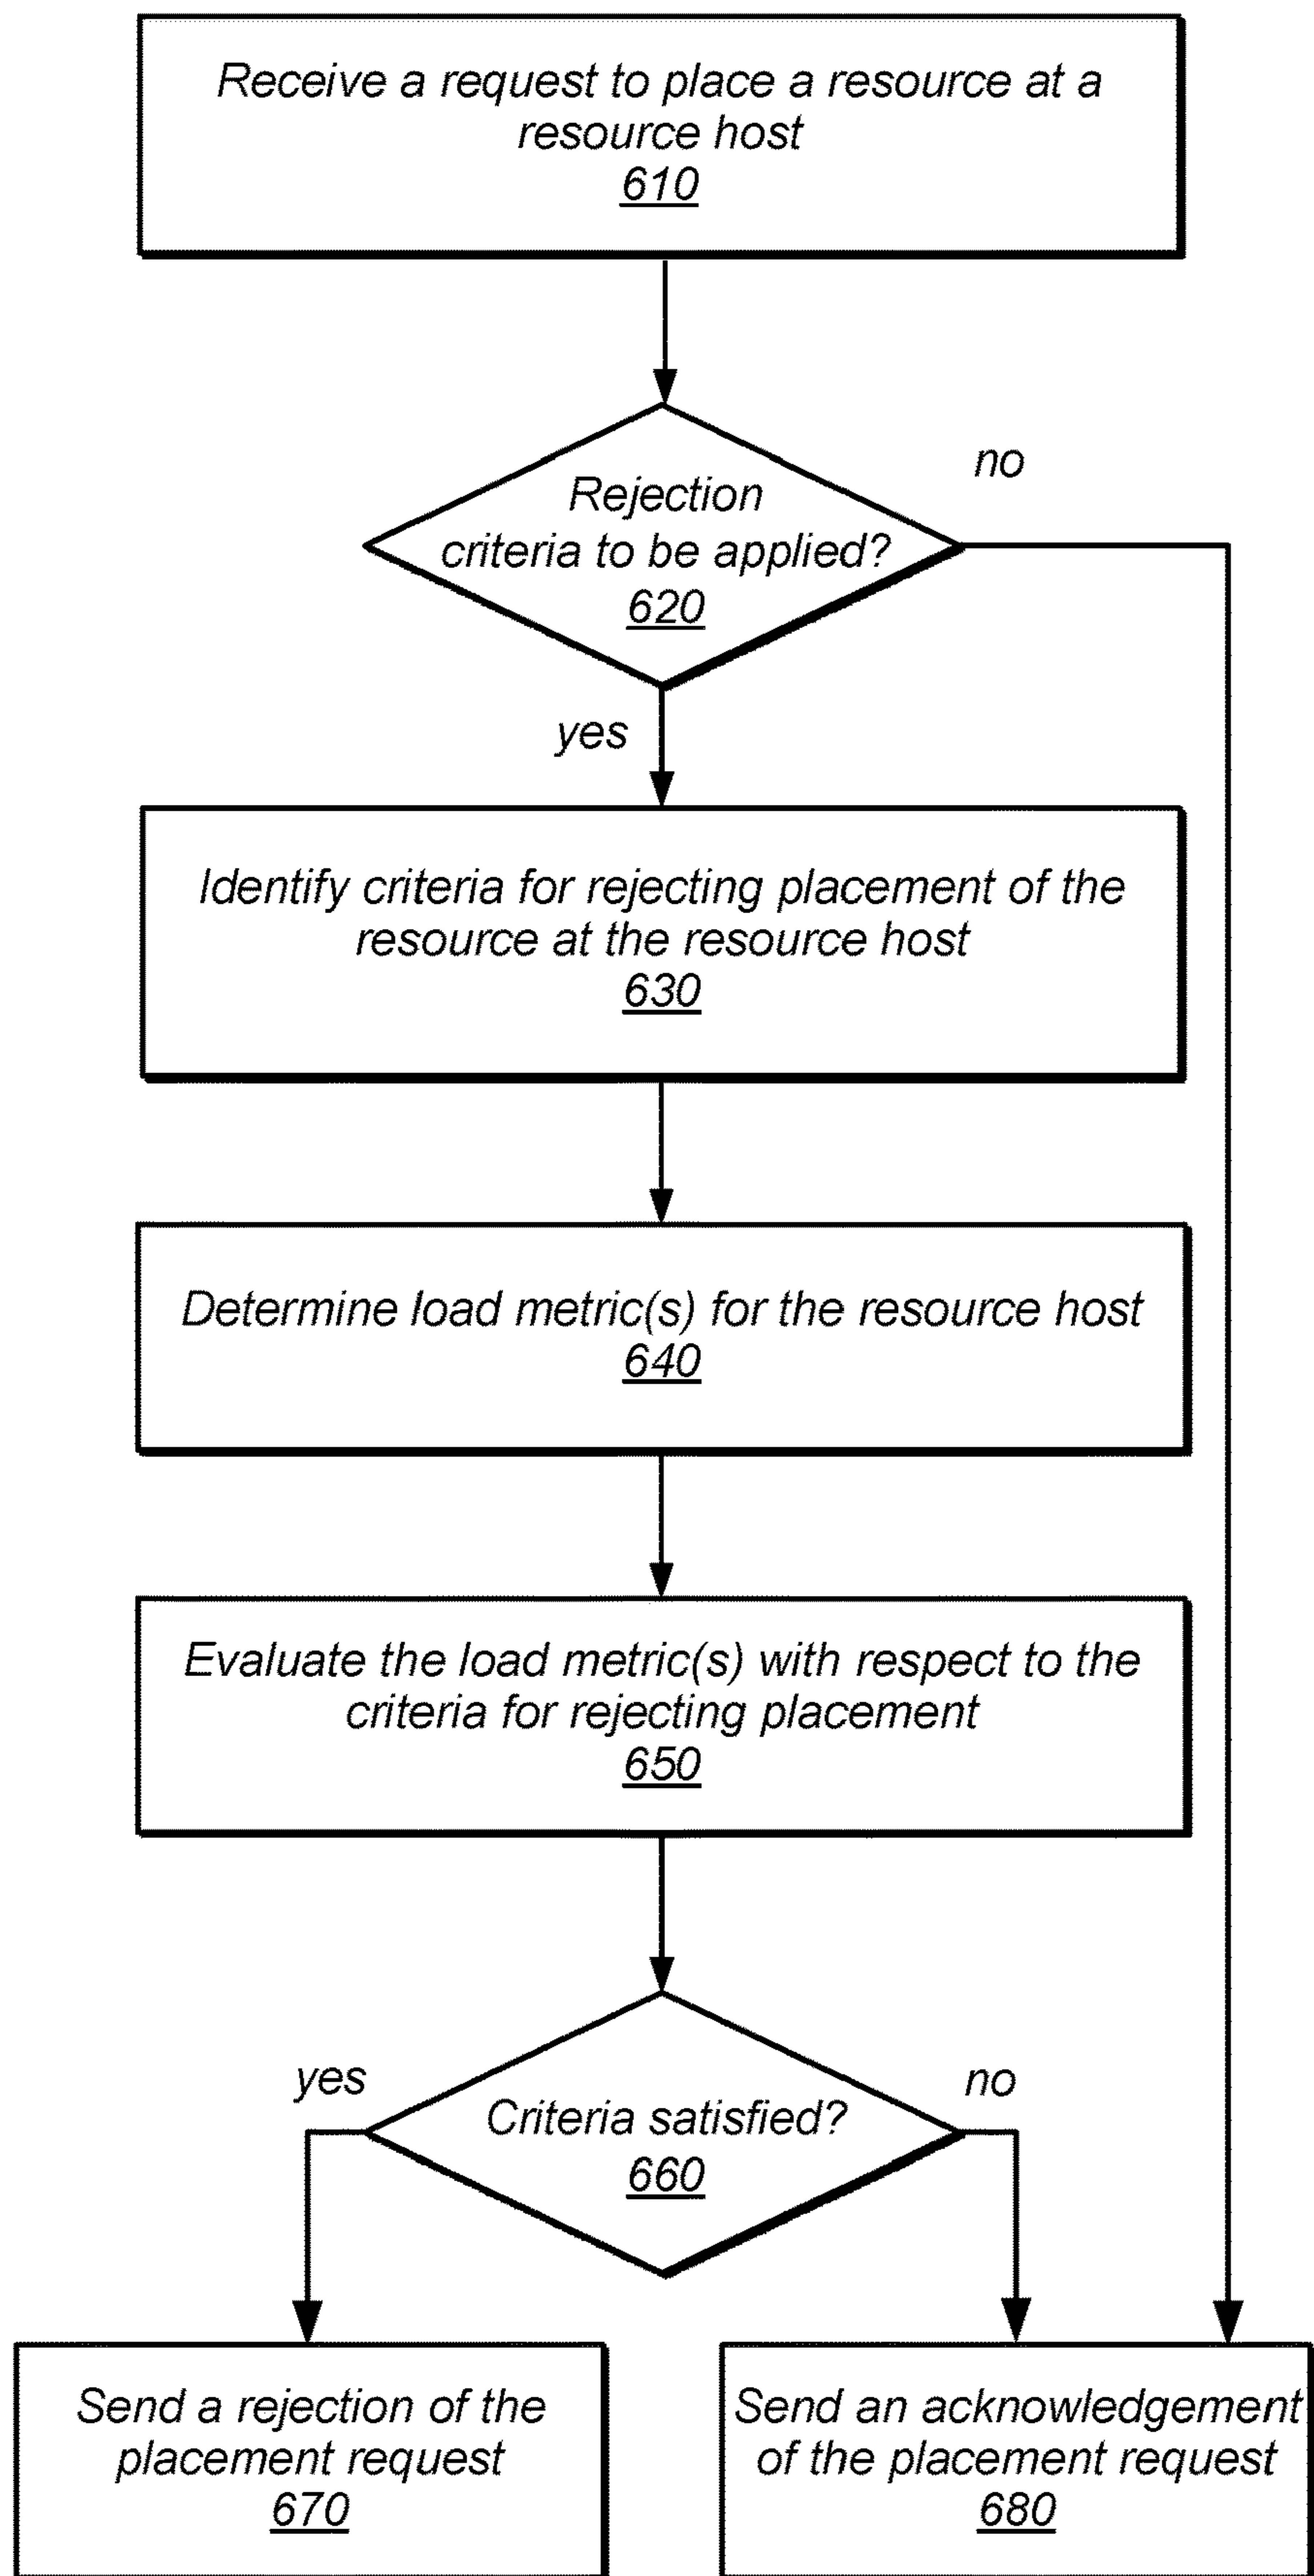 Receive a request to place a resource at a
resource host
610
no
Rejection
criteria to be applied?
620
yes
Identify criteria for rejecting placement of the
resource at the resource host
630
Determine load metric(s) for the resource host
640
Evaluate the load metric(s) with respect to the
criteria for rejecting placement
650
yes
no
Criteria satisfied?
660
Send a rejection of the
placement request
670
Send an acknowledgement
of the placement request
680